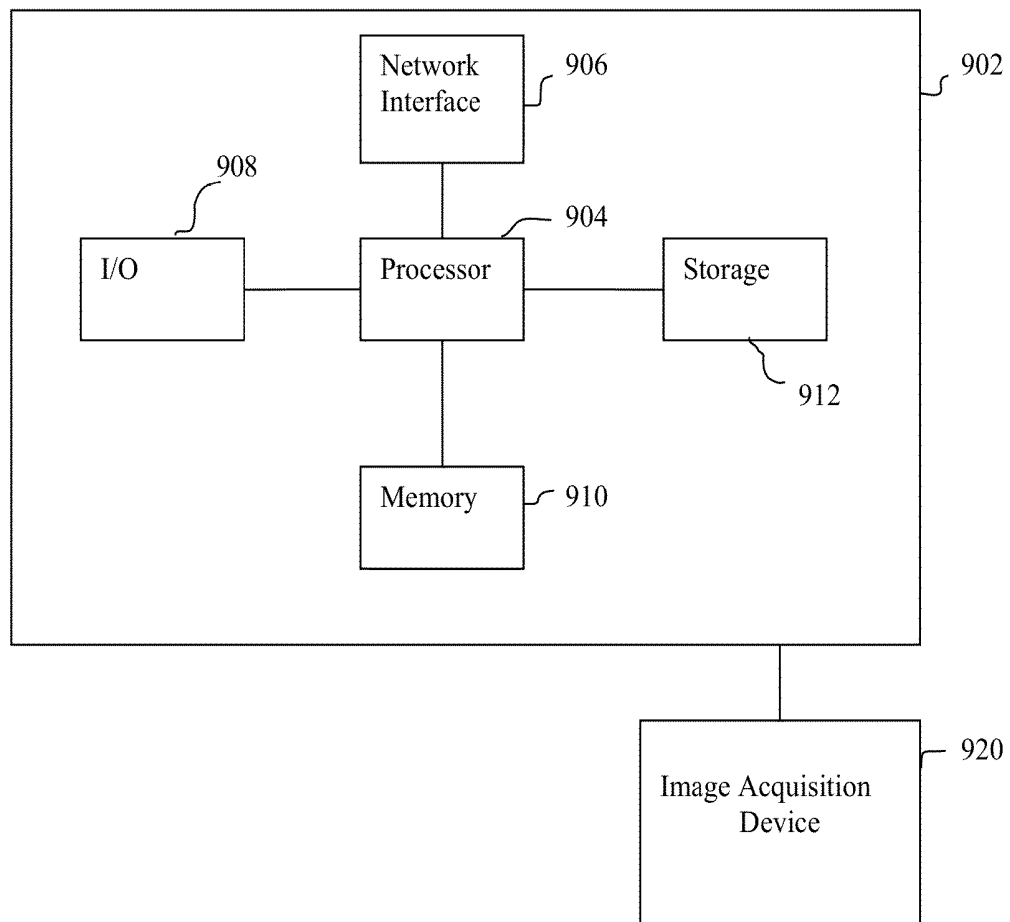 Network
Interface
906
902
908
904
I/O
Processor
Storage
912
Memory
910
920
Image Acquisition
Device